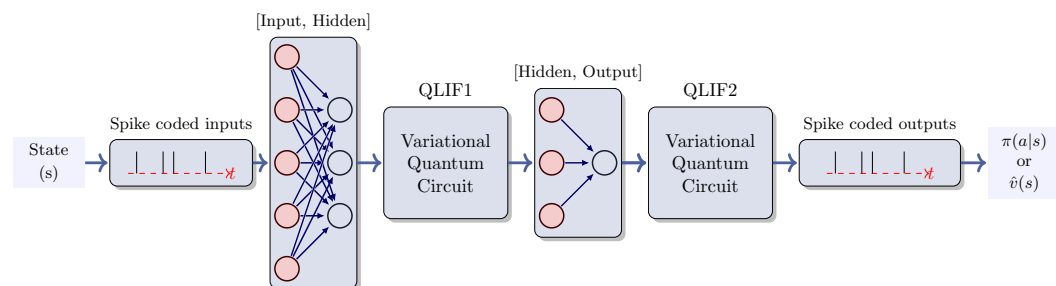 [Input, Hidden]
[Hidden, Output]
QLIF1
QLIF2
Spike coded inputs
Spike coded outputs
State
(s)
t
Variational
Quantum
Circuit
Variational
Quantum
Circuit
t
π(a|s)
or
v̂(s)